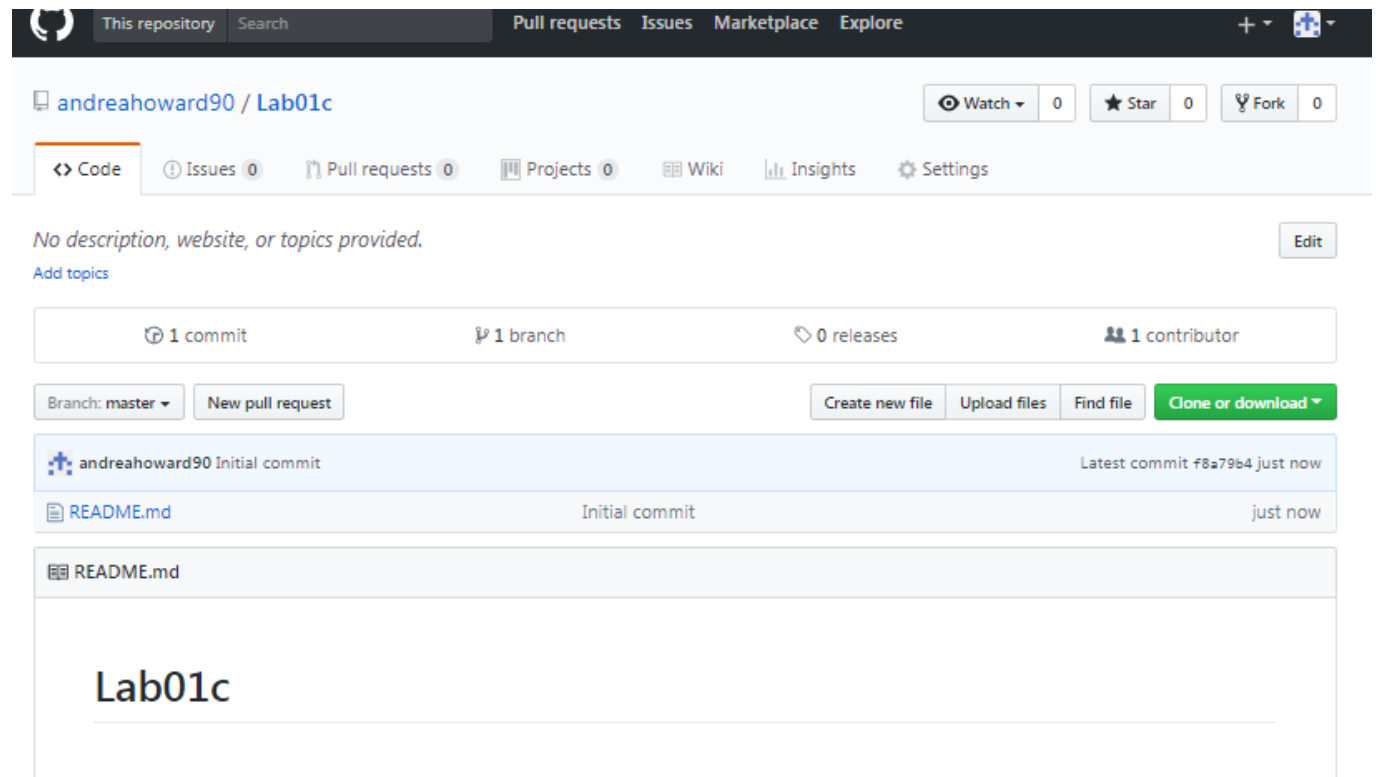 This repository Search Pull requests Issues Marketplace Explore
andreahoward90 / Lab01c Watch 0 Star 0 Fork 0
Code Issues 0 Pull requests 0 Projects 0 Wiki Insights Settings
No description, website, or topics provided. Edit
Add topics
1 commit 1 branch 0 releases 1 contributor
Branch: master New pull request Create new file Upload files Find file Clone or download
andreahoward90 Initial commit Latest commit f8a79b4 just now
README.md Initial commit just now
README.md
Lab01c